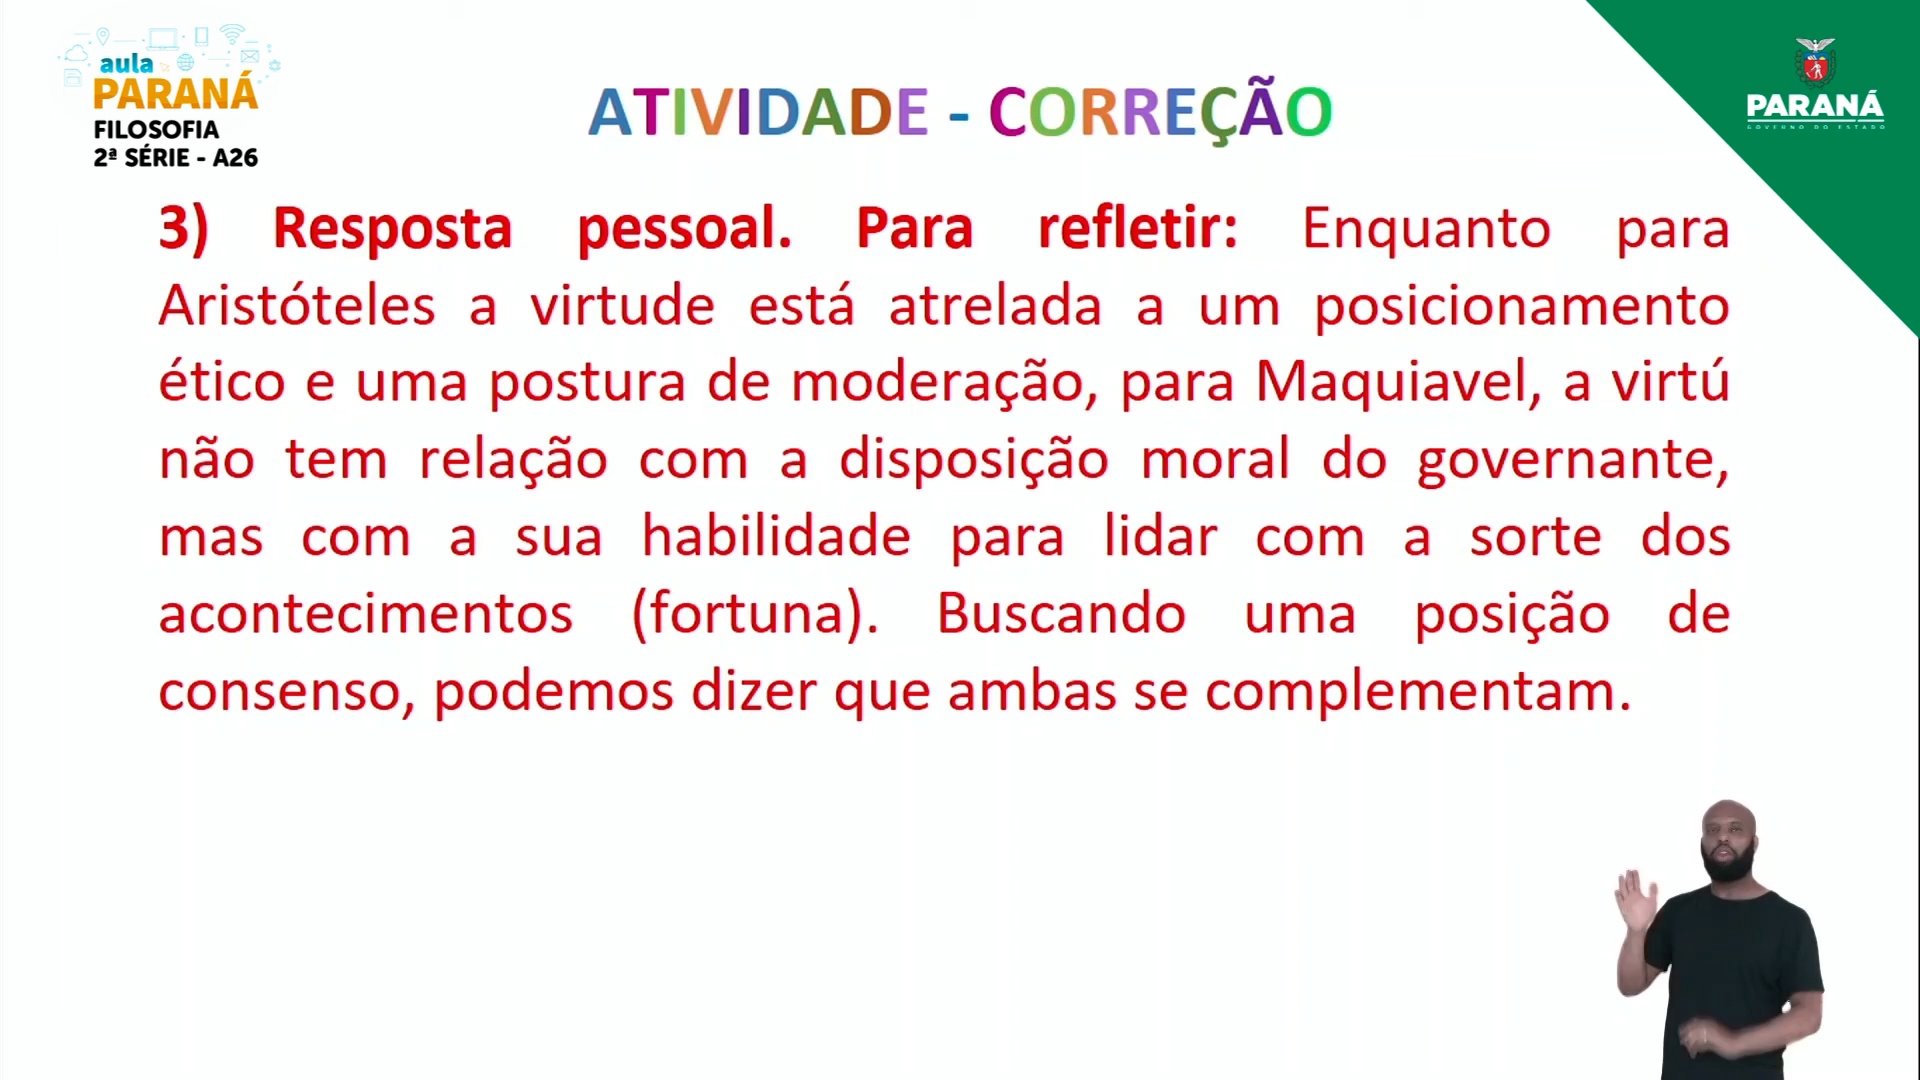 aula
PARANÁ
FILOSOFIA
2ª SÉRIE - A26
ATIVIDADE - CORREÇÃO
PARANÁ
GOVERNO DO ESTADO
3) Resposta pessoal. Para refletir: Enquanto para
Aristóteles a virtude está atrelada a um posicionamento
ético e uma postura de moderação, para Maquiavel, a virtú
não tem relação com a disposição moral do governante,
mas com a sua habilidade para lidar com a sorte dos
acontecimentos (fortuna). Buscando uma posição de
consenso, podemos dizer que ambas se complementam.